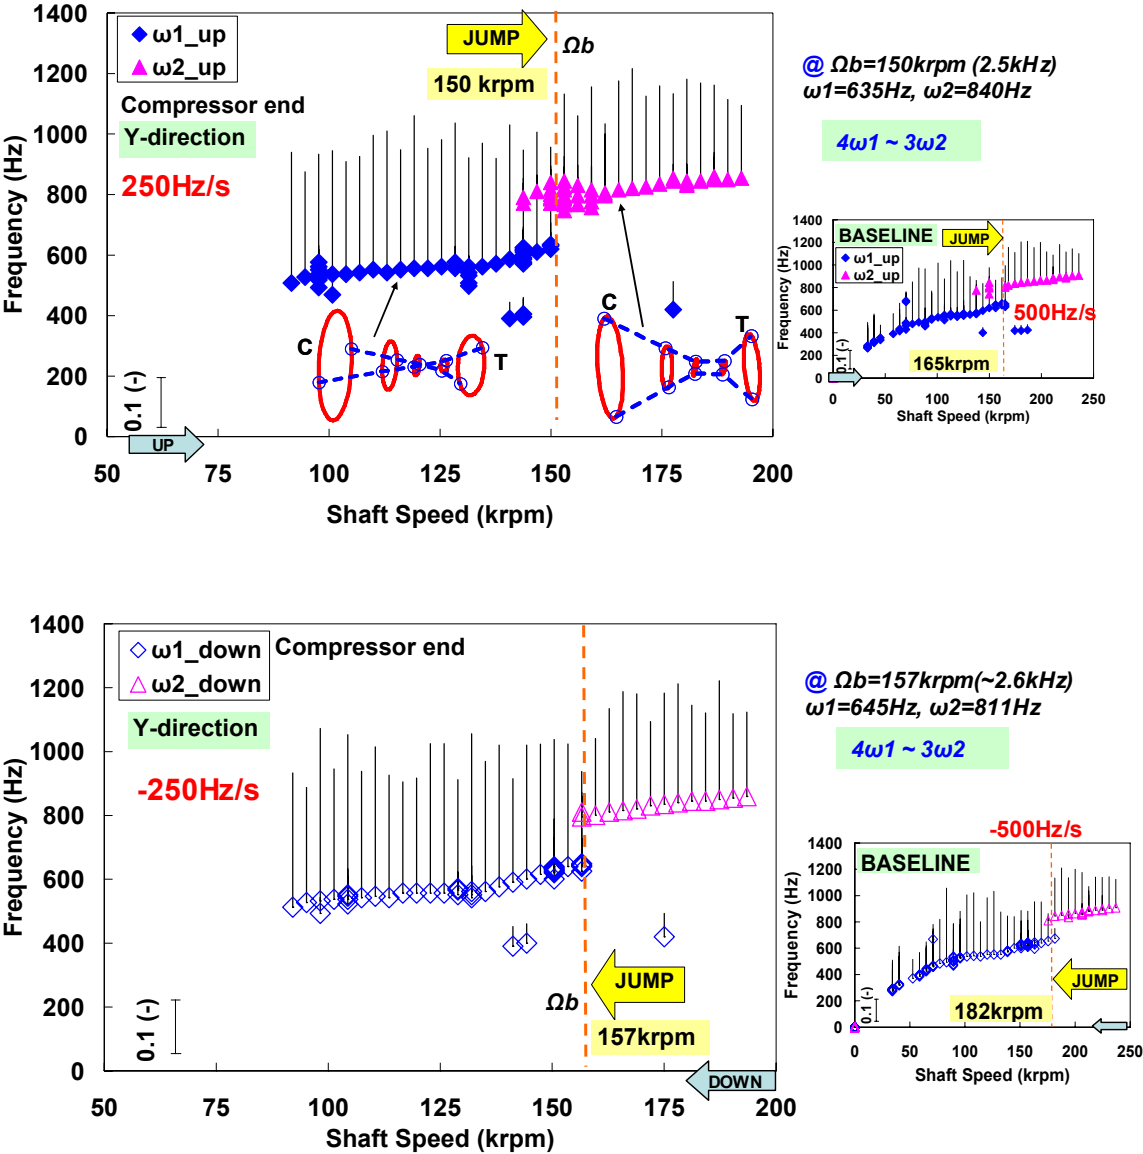 1400
1200
1000
800
600
400
200
0
Frequency (Hz)
ω1_up
ω2_up
Compressor end
Y-direction
250Hz/s
JUMP
Ωb
150 krpm
C
T
C
T
0.1 (-)
UP
50
100
125
150
175
200
Shaft Speed (krpm)
@ Ωb=150krpm (2.5kHz)
ω1=635Hz, ω2=840Hz
4ω1 ~ 3ω2
1400
1200
1000
800
600
400
200
0
Frequency (Hz)
BASELINE
JUMP
ω1_up
ω2_up
500Hz/s
165krpm
0.1 (-)
0
50
100
150
200
250
Shaft Speed (krpm)
1400
1200
1000
800
600
400
200
0
Frequency (Hz)
ω1_down
ω2_down
Compressor end
Y-direction
-250Hz/s
JUMP
Ωb
157krpm
0.1 (-)
DOWN
50
75
100
125
150
175
200
Shaft Speed (krpm)
@ Ωb=157krpm(~2.6kHz)
ω1=645Hz, ω2=811Hz
4ω1 ~ 3ω2
-500Hz/s
1400
1200
1000
800
600
400
200
0
Frequency (Hz)
BASELINE
JUMP
182krpm
0.1 (-)
0
50
100
150
200
250
Shaft Speed (krpm)